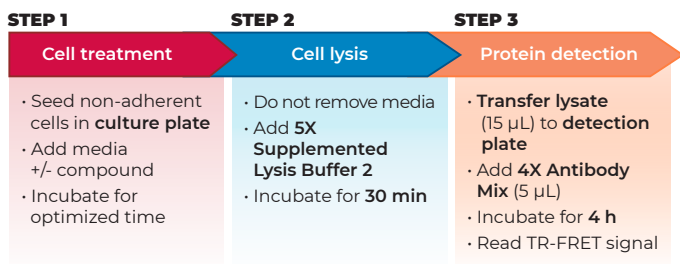 STEP 1
Cell treatment
· Seed non-adherent
cells in culture plate
· Add media
+/- compound
· Incubate for
optimized time
STEP 2
Cell lysis
· Do not remove media
· Add 5X
Supplemented
Lysis Buffer 2
· Incubate for 30 min
STEP 3
Protein detection
· Transfer lysate
(15 µL) to detection
plate
· Add 4X Antibody
Mix (5 µL)
· Incubate for 4 h
· Read TR-FRET signal